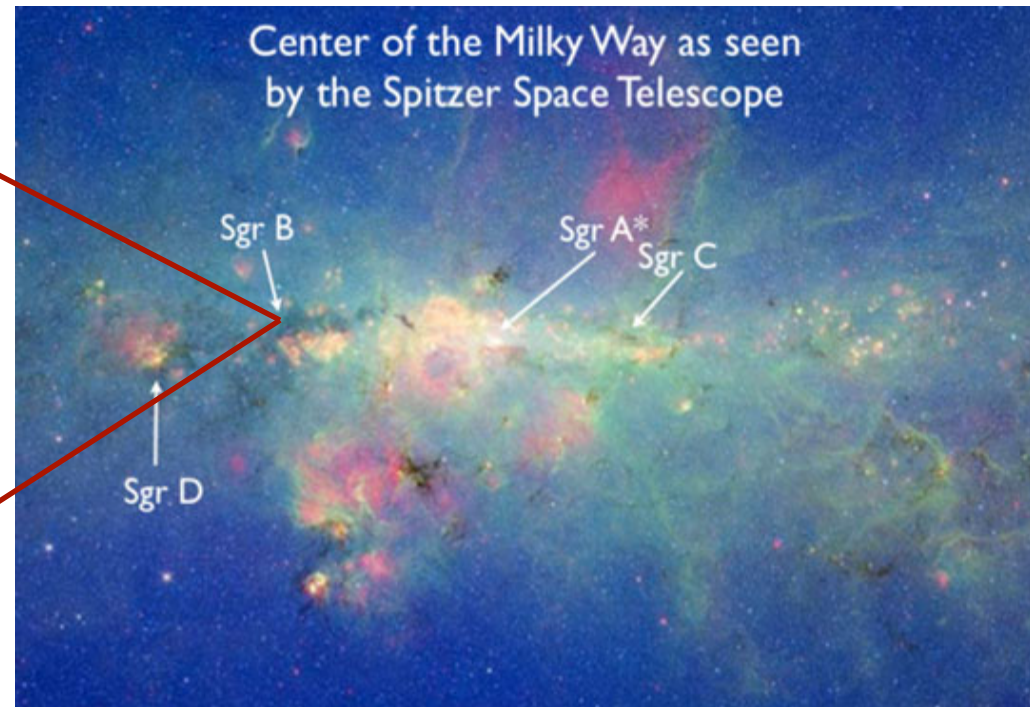 Center of the Milky Way as seen
by the Spitzer Space Telescope
Sgr B
Sgr A*
Sgr C
Sgr D